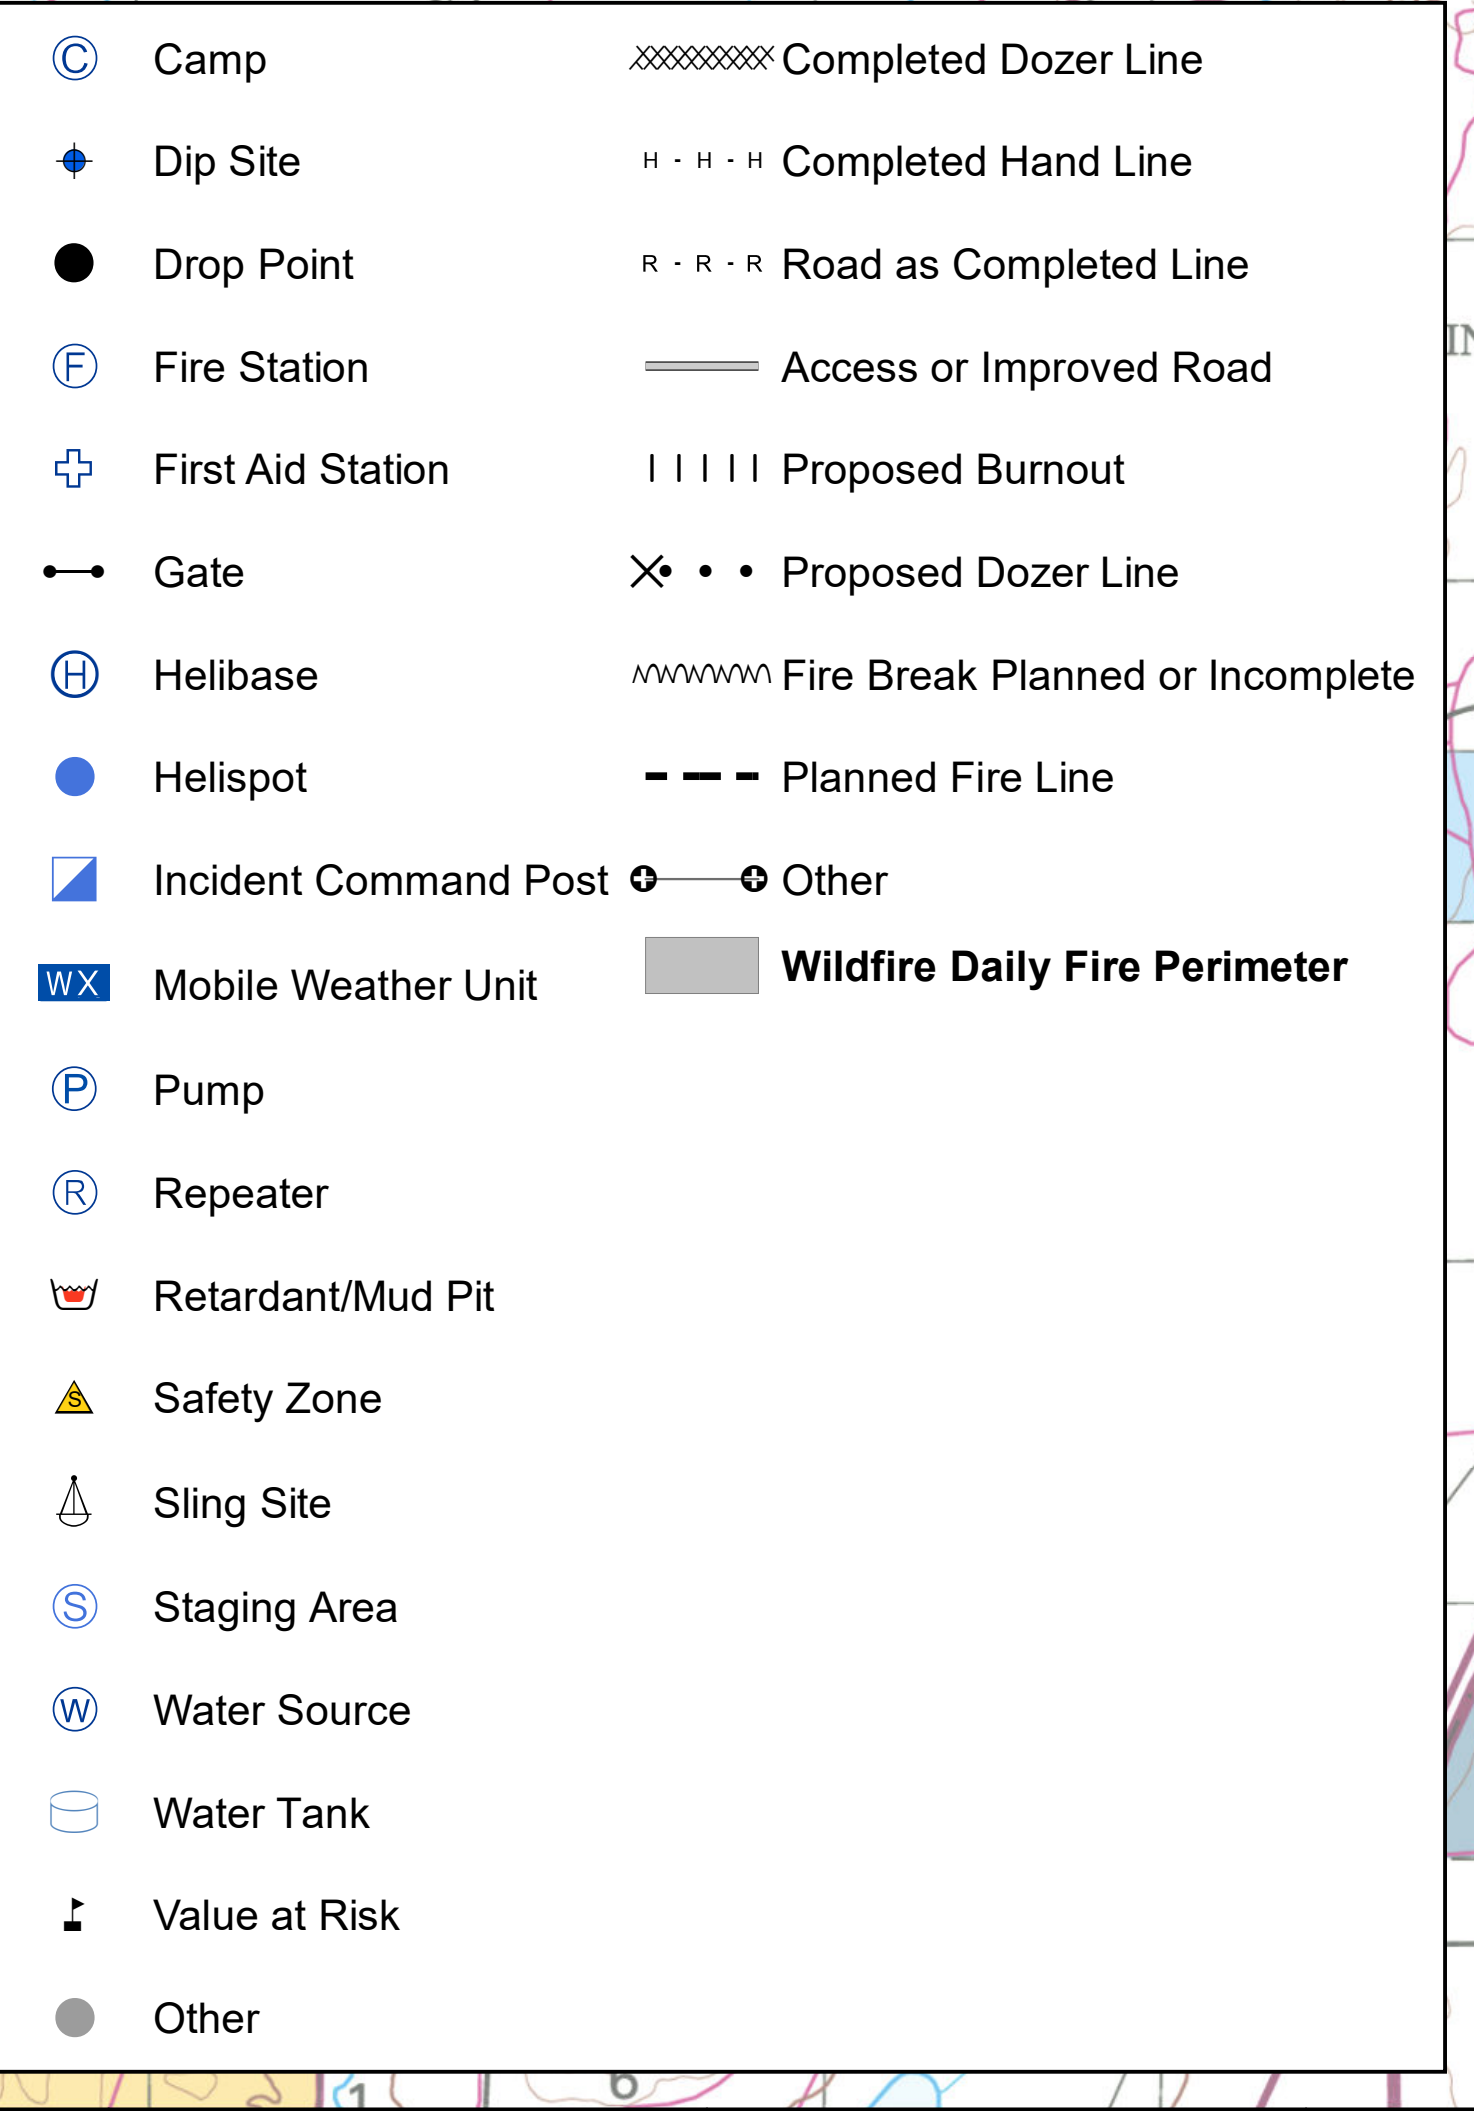 C Camp
Dip Site
Drop Point
F Fire Station
First Aid Station
Gate
H Helibase
Helispot
Incident Command Post
WX Mobile Weather Unit
P Pump
R Repeater
Retardant/Mud Pit
S Safety Zone
Sling Site
S Staging Area
W Water Source
Water Tank
Value at Risk
Other
Completed Dozer Line
H - H - H Completed Hand Line
R - R - R Road as Completed Line
Access or Improved Road
Proposed Burnout
Proposed Dozer Line
Fire Break Planned or Incomplete
Planned Fire Line
Other
Wildfire Daily Fire Perimeter
1
6